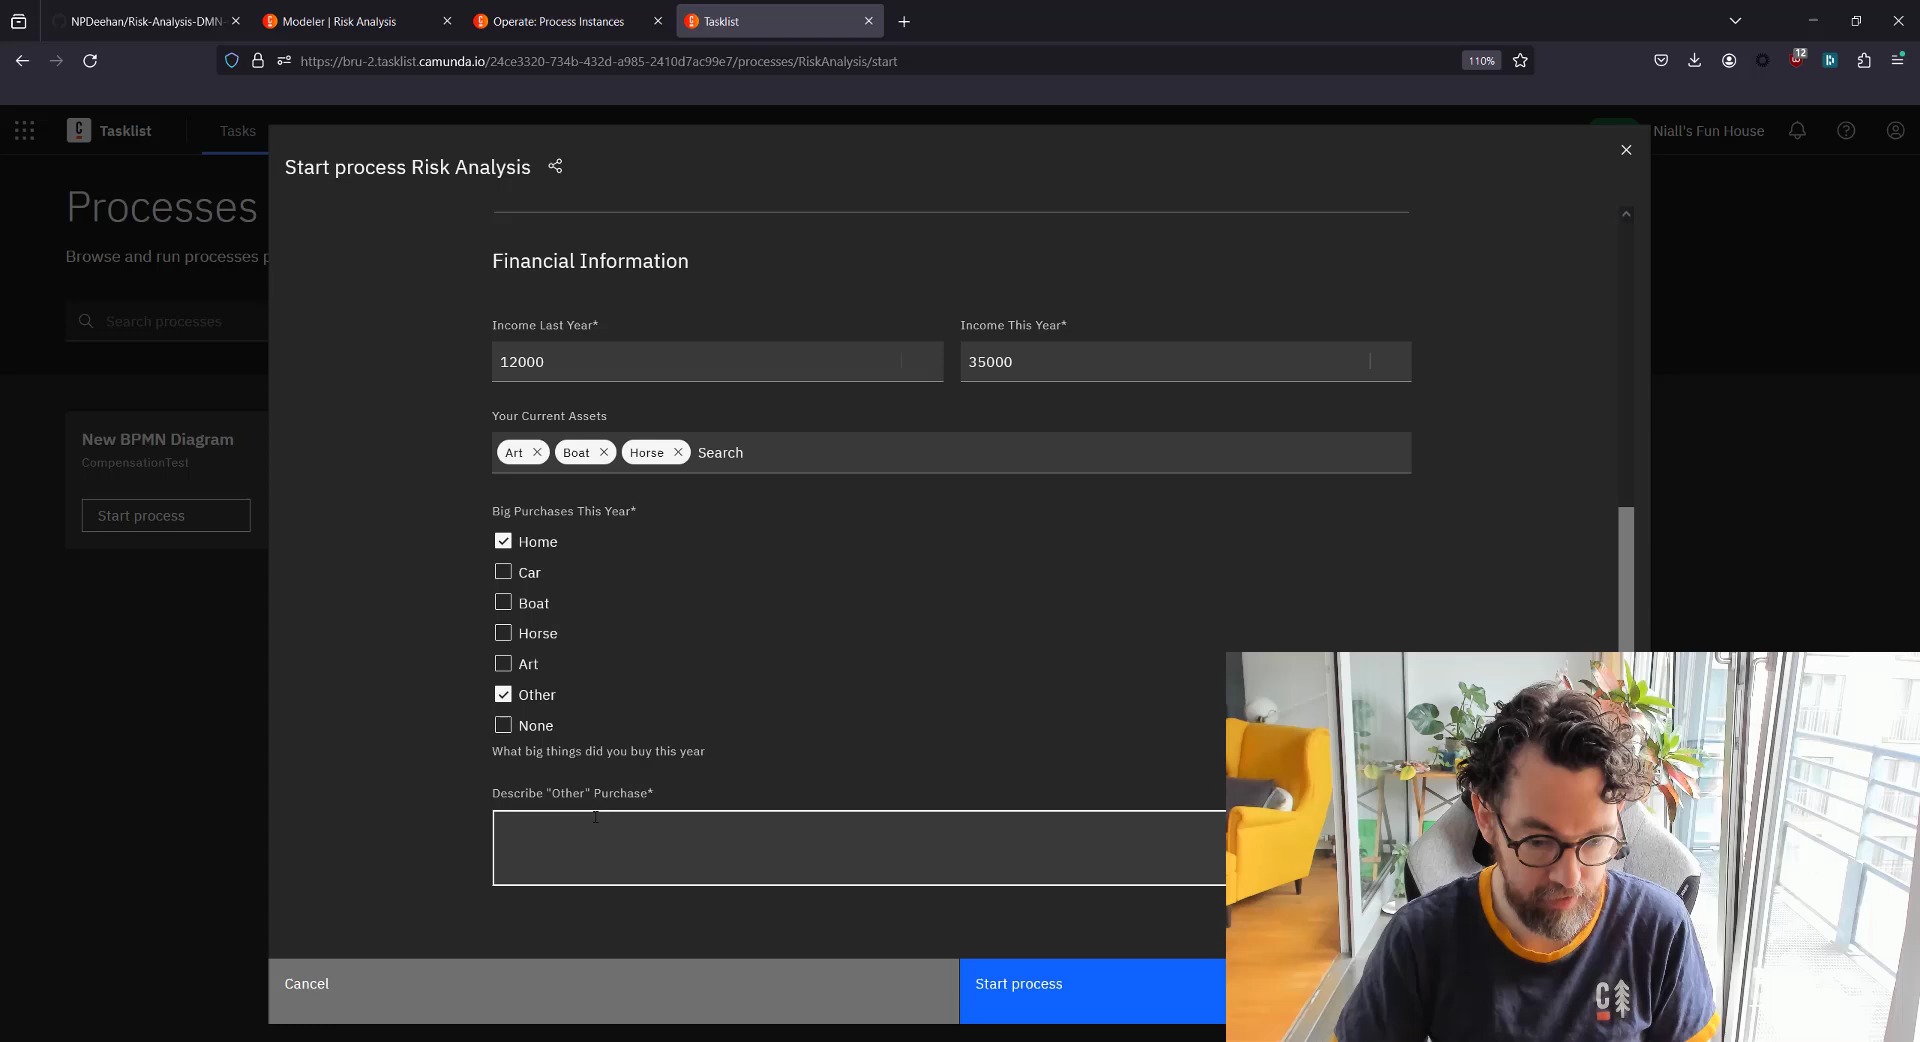 NPDeehan/Risk-Analysis-DMN-
Modeler | Risk Analysis
Operate: Process Instances
Tasklist
https://bru-2.tasklist.camunda.io/24ce3320-734b-432d-a985-2410d7ac99e7/processes/RiskAnalysis/start
110%
12
Tasklist
Tasks
Niall's Fun House
Start process Risk Analysis
Processes
Browse and run processes p
Search processes
New BPMN Diagram
CompensationTest
Start process
Financial Information
Income Last Year*
Income This Year*
12000
35000
Your Current Assets
Art
Boat
Horse
Search
Big Purchases This Year*
Home
Car
Boat
Horse
Art
Other
None
What big things did you buy this year
Describe "Other" Purchase*
Cancel
Start process